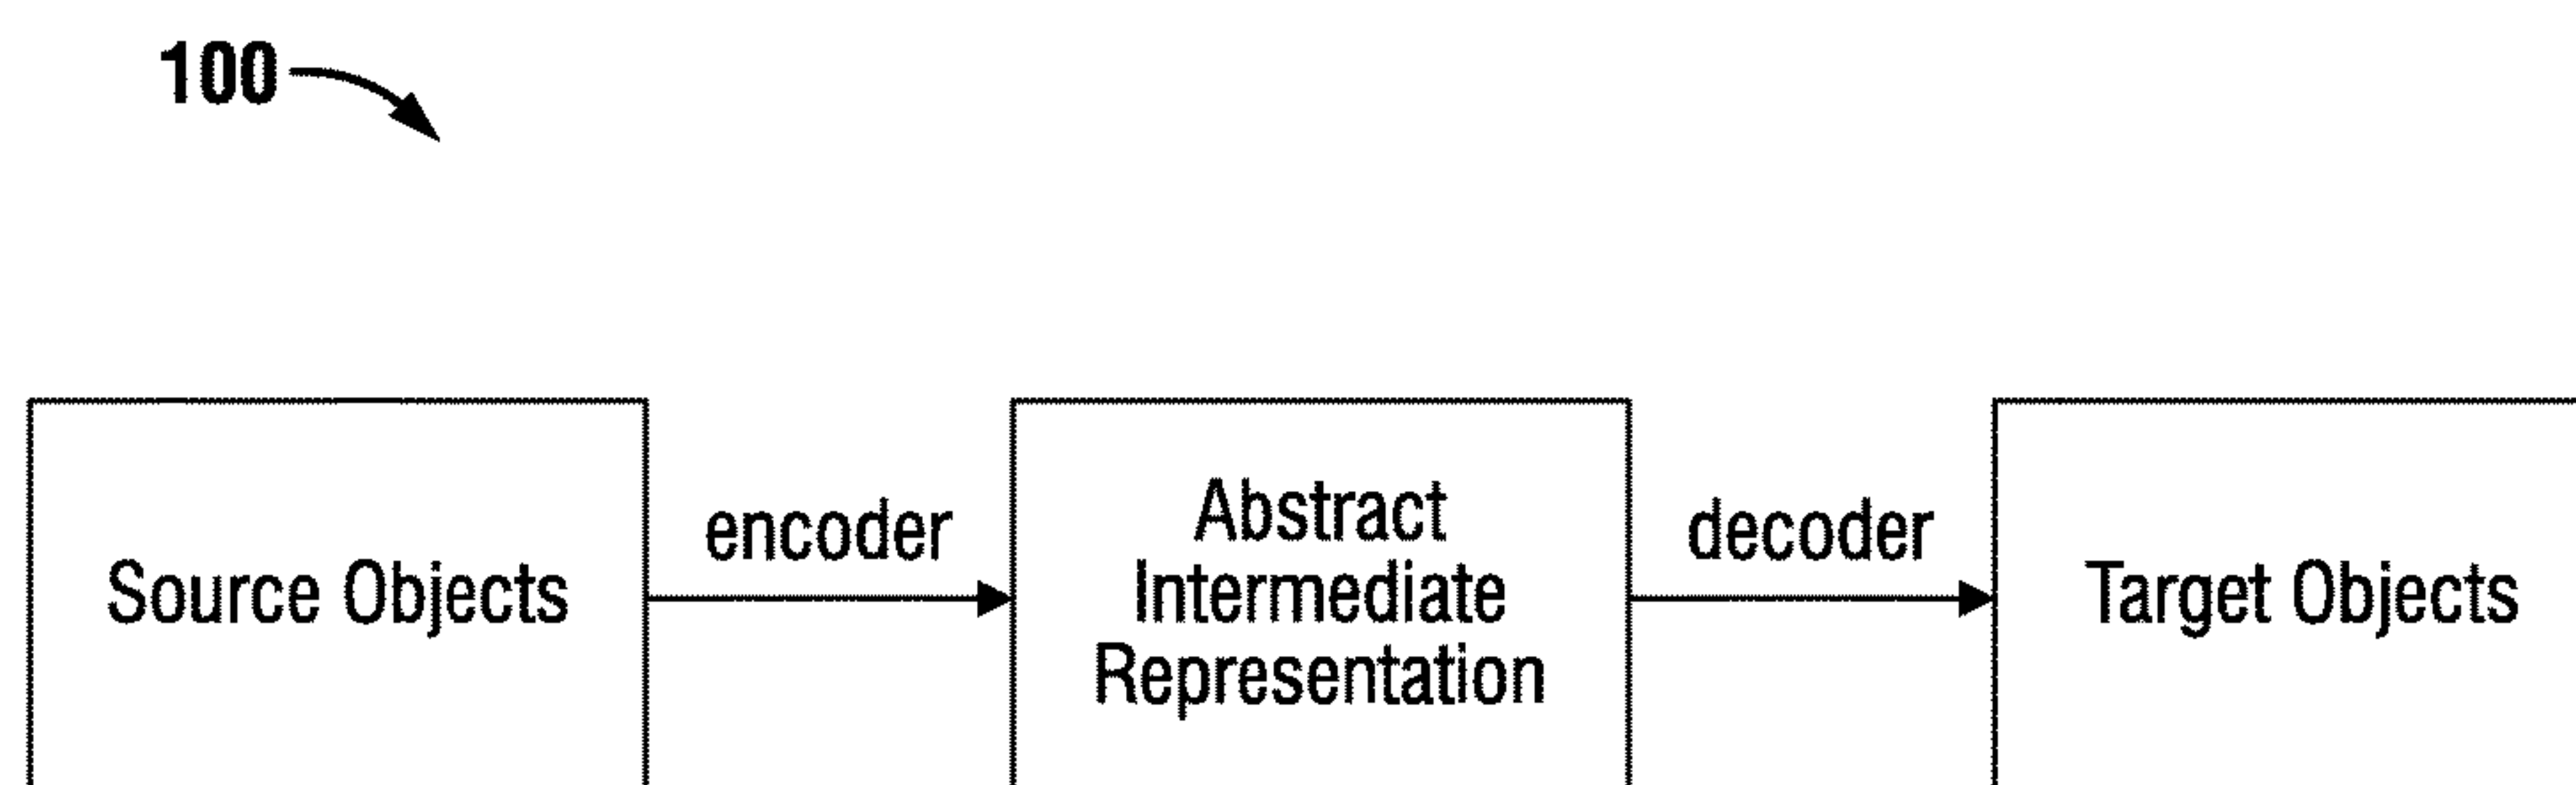 100
Source Objects
encoder
Abstract
Intermediate
Representation
decoder
Target Objects